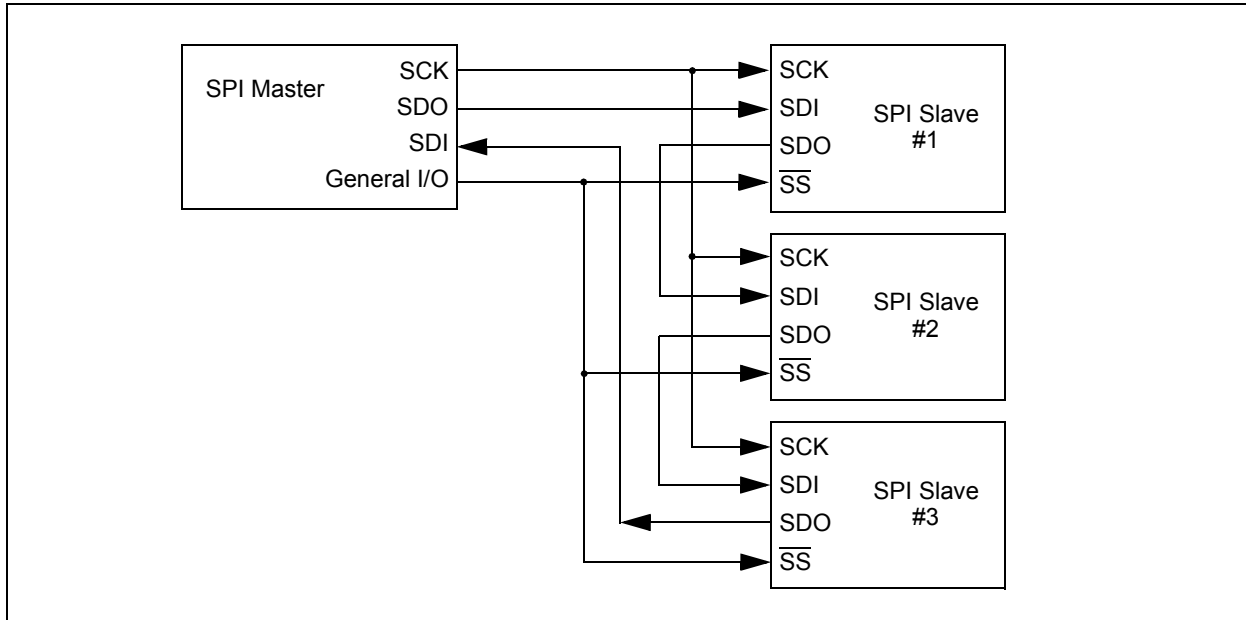 SPI Master
SCK
SDO
SDI
General I/O
SCK
SDI
SDO
SS
SPI Slave
#1
SCK
SDI
SDO
SS
SPI Slave
#2
SCK
SDI
SDO
SS
SPI Slave
#3